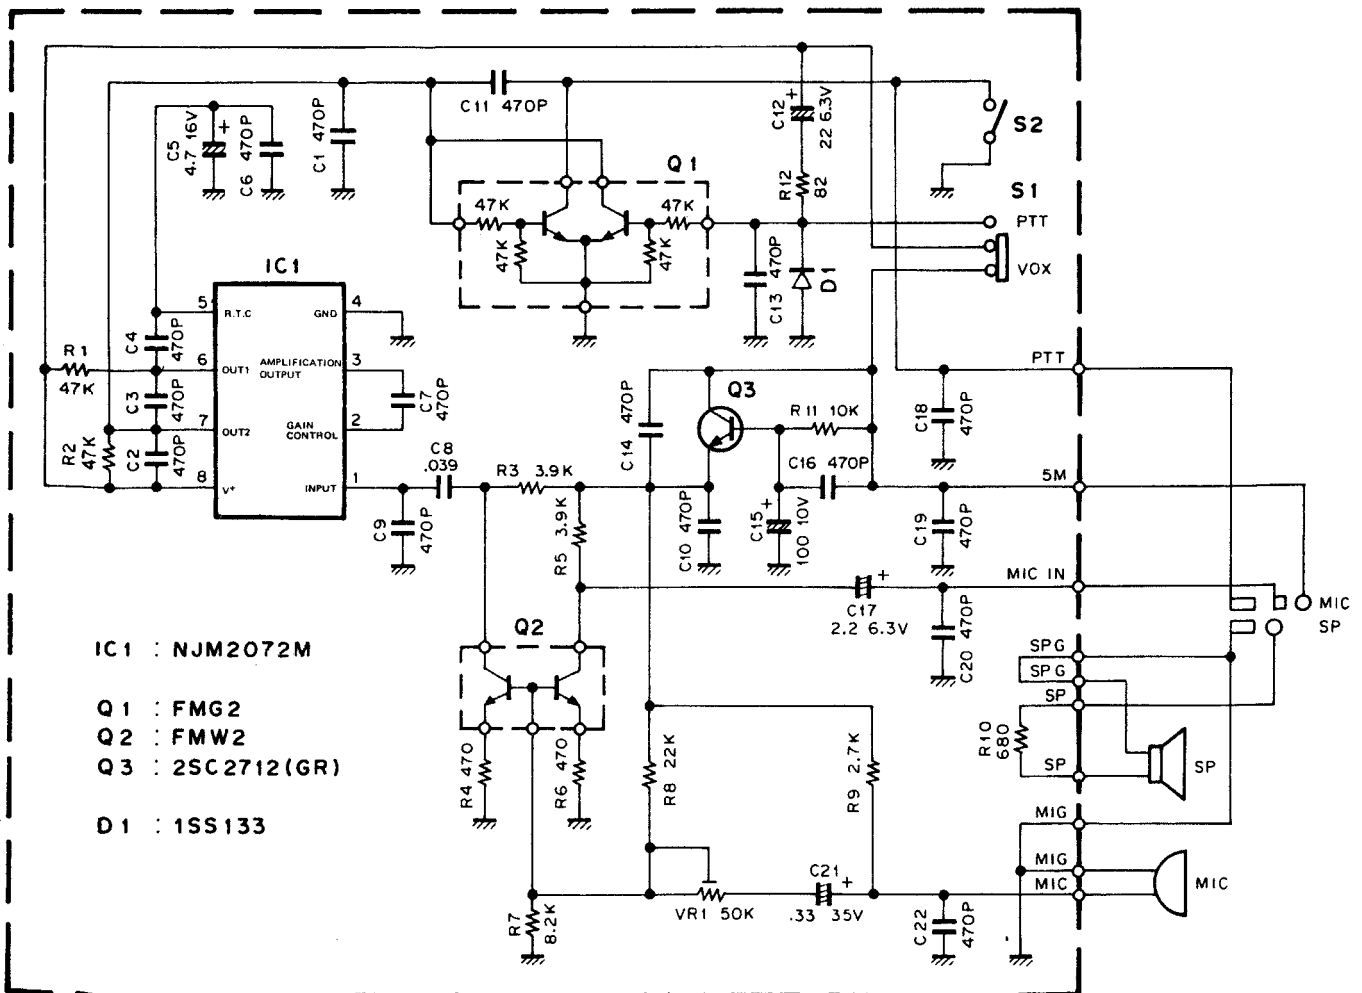 C11 470P
C12
+
22 6.3V
S2
C5
4.7 16V
+
C6 470P
C1 470P
Q1
R12
82
S1
47K
47K
PTT
47K
47K
C13 470P
D1
VOX
IC1
5
R.T.C
GND
4
C4
470P
R1
47K
6
OUT1
AMPLIFICATION
OUTPUT
3
PTT
C3
470P
C7
470P
C14 470P
Q3
R11 10K
C18
470P
7
OUT2
GAIN
CONTROL
2
R2
47K
C2
470P
C8
.039
R3 3.9K
C16 470P
8
V+
INPUT
1
5M
C9
470P
R5 3.9K
C10 470P
C15
+
100 10V
C19
470P
+
C17
2.2 6.3V
MIC IN
C20 470P
MIC
SP
IC1 : NJM2072M
Q2
SPG
SPG
SP
Q1 : FMG2
Q2 : FMW2
Q3 : 2SC2712(GR)
R4 470
R6 470
R8 22K
R9 2.7K
R10
680
SP
SP
D1 : 1SS133
MIG
C21
+
.33 35V
MIG
MIC
MIC
VR1 50K
R7
8.2K
C22
470P